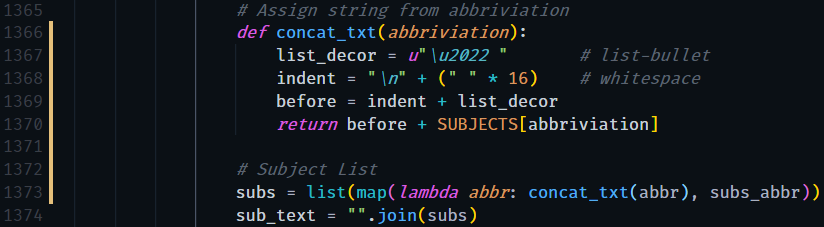 1365 # Assign string from abbriviation
1366 def concat_txt(abbriviation):
1367 list_decor = u"\u2022 " # list-bullet
1368 indent = "\n" + (" " * 16) # whitespace
1369 before = indent + list_decor
1370 return before + SUBJECTS[abbriviation]
1371
1372 # Subject List
1373 subs = list(map(lambda abbr: concat_txt(abbr), subs_abbr))
1374 sub_text = "".join(subs)